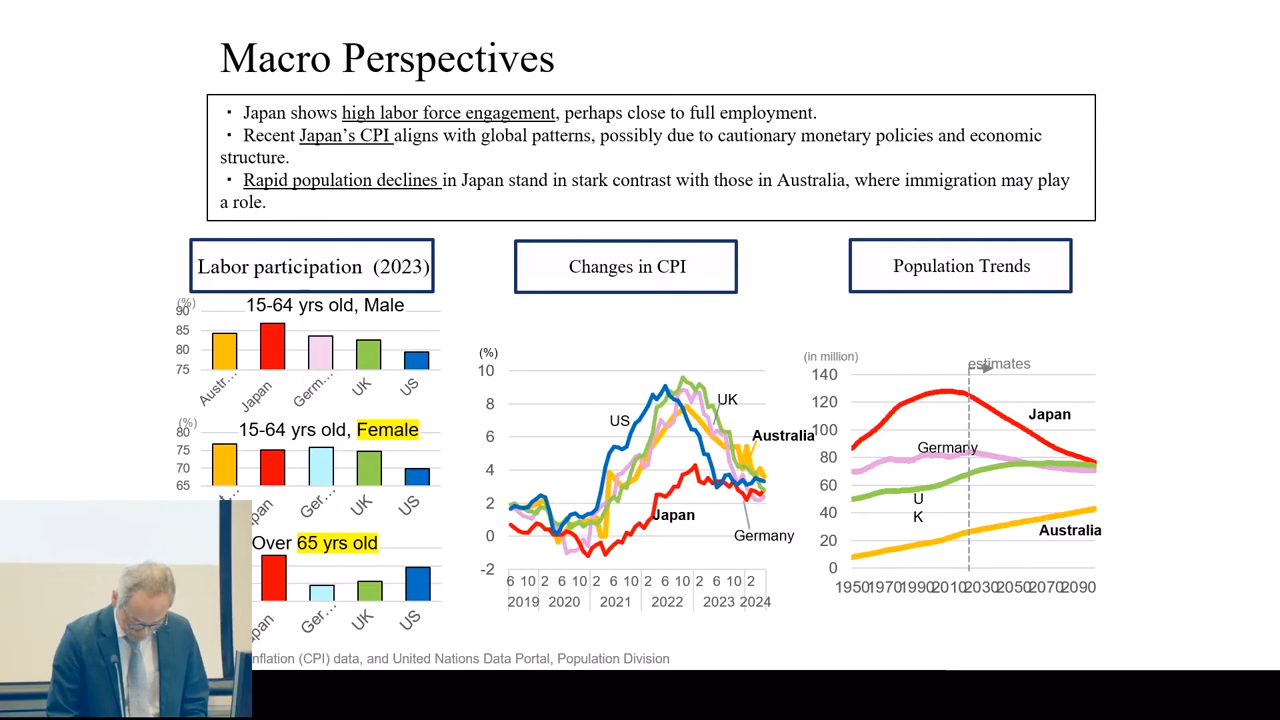 Macro Perspectives
・ Japan shows high labor force engagement, perhaps close to full employment.
・ Recent Japan’s CPI aligns with global patterns, possibly due to cautionary monetary policies and economic
structure.
・ Rapid population declines in Japan stand in stark contrast with those in Australia, where immigration may play
a role.
Labor participation (2023)
(%)
15-64 yrs old, Male
90
85
80
75
Austr...
Japan
Germ...
UK
US
(%)
15-64 yrs old, Female
80
75
70
65
Ger...
UK
US
Over 65 yrs old
Ger...
UK
US
Changes in CPI
(%)
10
8
6
4
2
0
-2
US
UK
Australia
Japan
Germany
6 10 2 6 10 2 6 10 2 6 10 2 6 10 2
2019 2020 2021 2022 2023 2024
Population Trends
(in million)
estimates
140
120
100
80
60
40
20
0
Japan
Germany
U
K
Australia
1950 1970 1990 2010 2030 2050 2070 2090
nflation (CPI) data, and United Nations Data Portal, Population Division